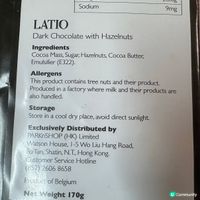 Sodium 9mg
LATIO
Dark Chocolate with Hazelnuts
Ingredients
Cocoa Mass, Sugar, Hazelnuts, Cocoa Butter,
Emulsifier (E322).
Allergens
This product contains tree nuts and their product.
Produced in a factory where milk and their products are
also handled.
Storage
Store in a cool dry place, avoid direct sunlight.
Exclusively Distributed by
PARKNSHOP (HK) Limited
Watson House, 1-5 Wo Liu Hang Road,
Fo Tan, Shatin, N.T., Hong Kong.
Customer Service Hotline
(852) 2606 8658
Product of Belgium
Net Weight 170g